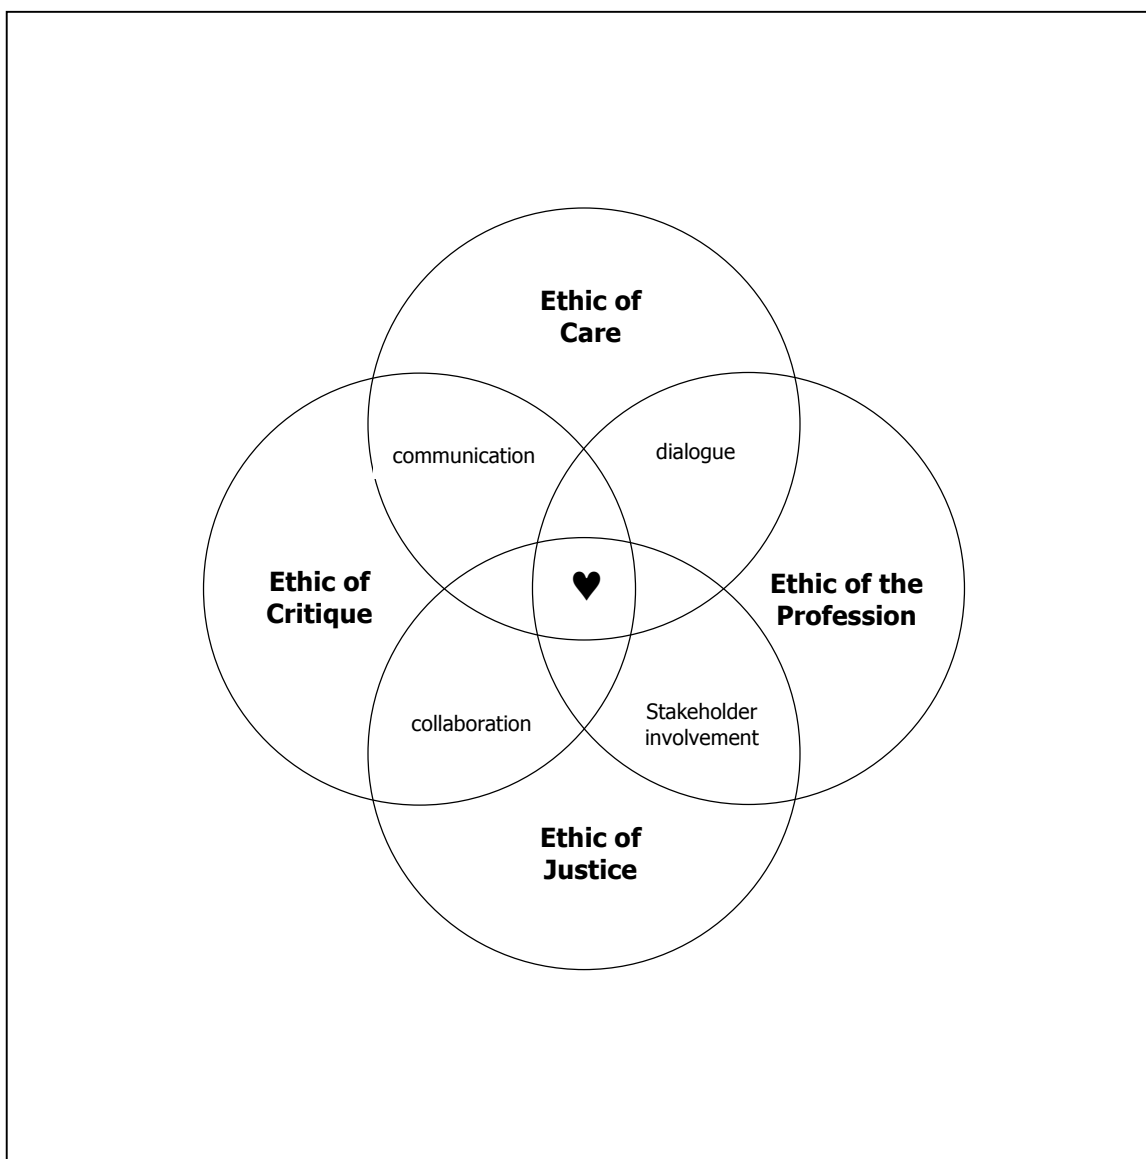 Ethic of
Care
communication
dialogue
Ethic of
Critique
♥
Ethic of the
Profession
collaboration
Stakeholder
involvement
Ethic of
Justice